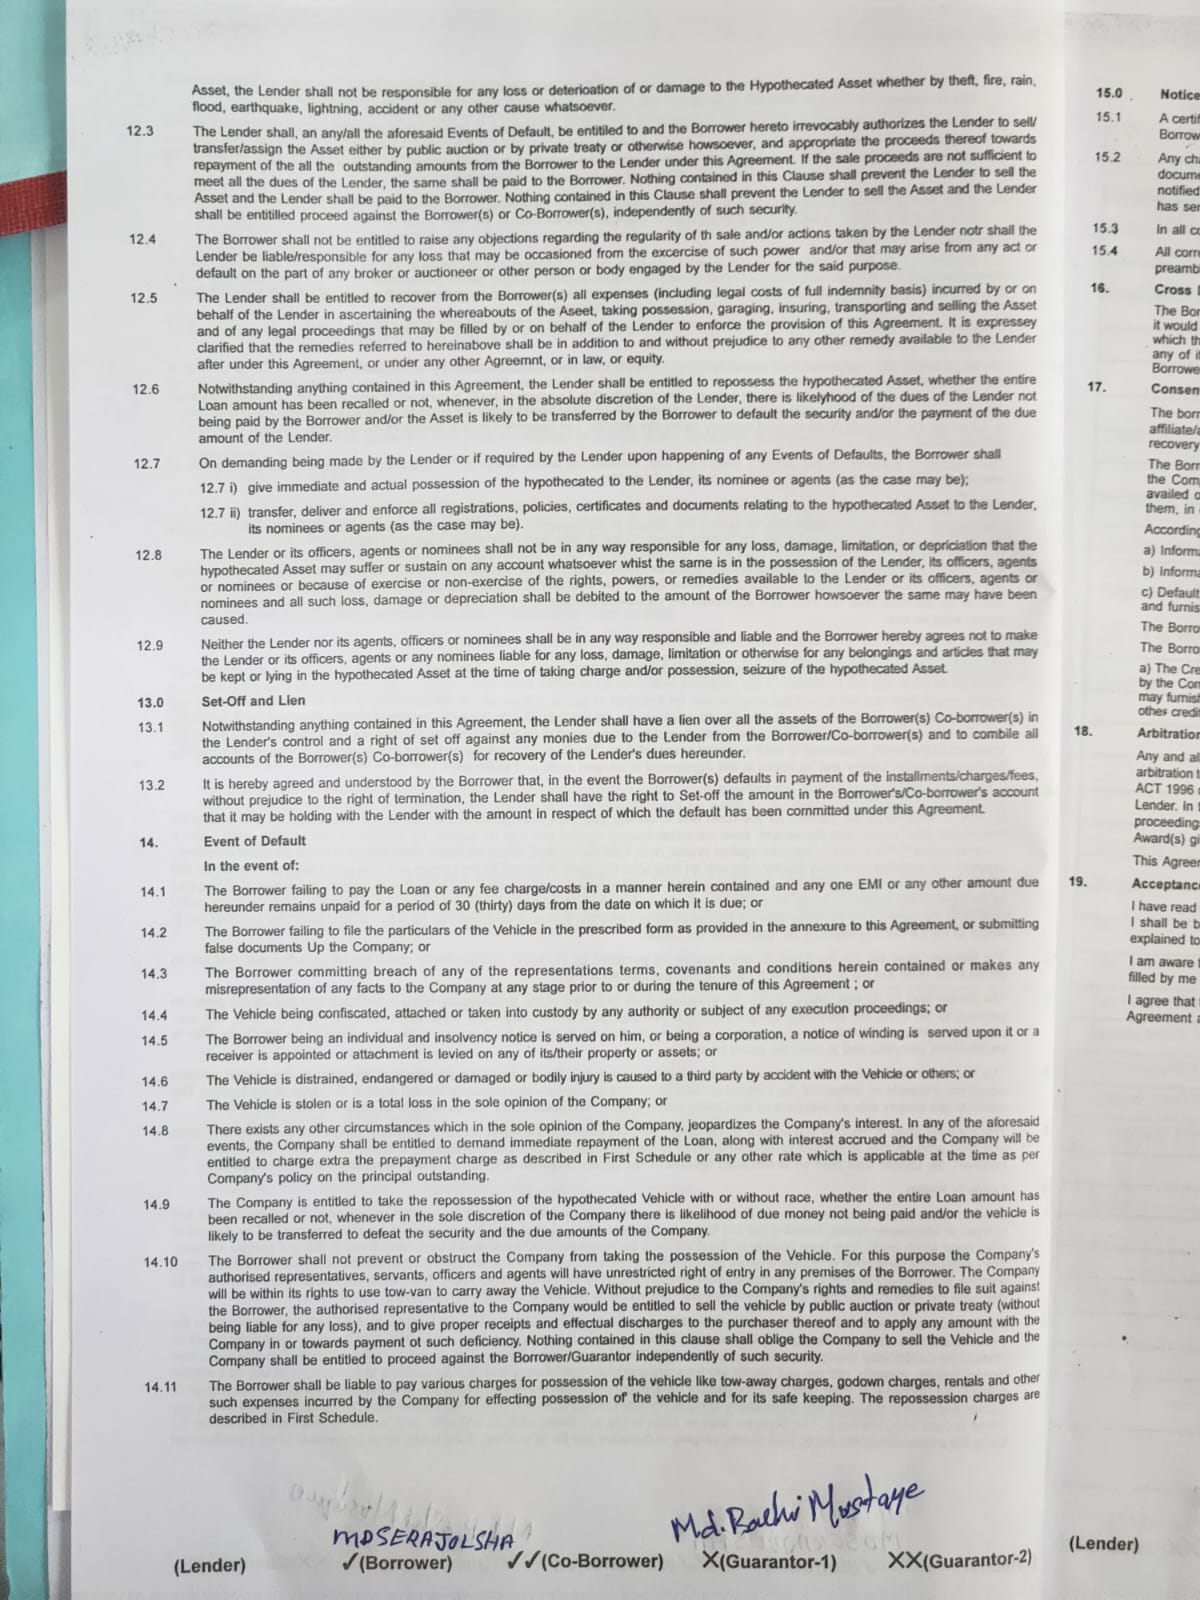 Asset, the Lender shall not be responsible for any loss or deterioation of or damage to the Hypothecated Asset whether by theft, fire, rain,
flood, earthquake, lightning, accident or any other cause whatsoever.
12.3 The Lender shall, an any/all the aforesaid Events of Default, be entitiled to and the Borrower hereto irrevocably authorizes the Lender to sell/
transfer/assign the Asset either by public auction or by private treaty or otherwise howsoever, and appropriate the proceeds thereof towards
repayment of the all the outstanding amounts from the Borrower to the Lender under this Agreement. If the sale proceeds are not sufficient to
meet all the dues of the Lender, the same shall be paid to the Borrower. Nothing contained in this Clause shall prevent the Lender to sell the
Asset and the Lender shall be paid to the Borrower. Nothing contained in this Clause shall prevent the Lender to sell the Asset and the Lender
shall be entitilled proceed against the Borrower(s) or Co-Borrower(s), independently of such security.
12.4 The Borrower shall not be entitled to raise any objections regarding the regularity of th sale and/or actions taken by the Lender notr shall the
Lender be liable/responsible for any loss that may be occasioned from the excercise of such power and/or that may arise from any act or
default on the part of any broker or auctioneer or other person or body engaged by the Lender for the said purpose.
12.5 The Lender shall be entitled to recover from the Borrower(s) all expenses (including legal costs of full indemnity basis) incurred by or on
behalf of the Lender in ascertaining the whereabouts of the Aseet, taking possession, garaging, insuring, transporting and selling the Asset
and of any legal proceedings that may be filled by or on behalf of the Lender to enforce the provision of this Agreement. It is expressey
clarified that the remedies referred to hereinabove shall be in addition to and without prejudice to any other remedy available to the Lender
after under this Agreement, or under any other Agreemnt, or in law, or equity.
12.6 Notwithstanding anything contained in this Agreement, the Lender shall be entitled to repossess the hypothecated Asset, whether the entire
Loan amount has been recalled or not, whenever, in the absolute discretion of the Lender, there is likelyhood of the dues of the Lender not
being paid by the Borrower and/or the Asset is likely to be transferred by the Borrower to default the security and/or the payment of the due
amount of the Lender.
12.7 On demanding being made by the Lender or if required by the Lender upon happening of any Events of Defaults, the Borrower shall
12.7 i) give immediate and actual possession of the hypothecated to the Lender, its nominee or agents (as the case may be);
12.7 ii) transfer, deliver and enforce all registrations, policies, certificates and documents relating to the hypothecated Asset to the Lender,
its nominees or agents (as the case may be).
12.8 The Lender or its officers, agents or nominees shall not be in any way responsible for any loss, damage, limitation, or depriciation that the
hypothecated Asset may suffer or sustain on any account whatsoever whist the same is in the possession of the Lender, its officers, agents
or nominees or because of exercise or non-exercise of the rights, powers, or remedies available to the Lender or its officers, agents or
nominees and all such loss, damage or depreciation shall be debited to the amount of the Borrower howsoever the same may have been
caused.
12.9 Neither the Lender nor its agents, officers or nominees shall be in any way responsible and liable and the Borrower hereby agrees not to make
the Lender or its officers, agents or any nominees liable for any loss, damage, limitation or otherwise for any belongings and articles that may
be kept or lying in the hypothecated Asset at the time of taking charge and/or possession, seizure of the hypothecated Asset.
13.0 Set-Off and Lien
13.1 Notwithstanding anything contained in this Agreement, the Lender shall have a lien over all the assets of the Borrower(s) Co-borrower(s) in
the Lender's control and a right of set off against any monies due to the Lender from the Borrower/Co-borrower(s) and to combile all
accounts of the Borrower(s) Co-borrower(s) for recovery of the Lender's dues hereunder.
13.2 It is hereby agreed and understood by the Borrower that, in the event the Borrower(s) defaults in payment of the installments/charges/fees,
without prejudice to the right of termination, the Lender shall have the right to Set-off the amount in the Borrower's/Co-borrower's account
that it may be holding with the Lender with the amount in respect of which the default has been committed under this Agreement.
14. Event of Default
In the event of:
14.1 The Borrower failing to pay the Loan or any fee charge/costs in a manner herein contained and any one EMI or any other amount due
hereunder remains unpaid for a period of 30 (thirty) days from the date on which it is due; or
14.2 The Borrower failing to file the particulars of the Vehicle in the prescribed form as provided in the annexure to this Agreement, or submitting
false documents Up the Company; or
14.3 The Borrower committing breach of any of the representations terms, covenants and conditions herein contained or makes any
misrepresentation of any facts to the Company at any stage prior to or during the tenure of this Agreement ; or
14.4 The Vehicle being confiscated, attached or taken into custody by any authority or subject of any execution proceedings; or
14.5 The Borrower being an individual and insolvency notice is served on him, or being a corporation, a notice of winding is served upon it or a
receiver is appointed or attachment is levied on any of its/their property or assets; or
14.6 The Vehicle is distrained, endangered or damaged or bodily injury is caused to a third party by accident with the Vehicle or others; or
14.7 The Vehicle is stolen or is a total loss in the sole opinion of the Company; or
14.8 There exists any other circumstances which in the sole opinion of the Company, jeopardizes the Company's interest. In any of the aforesaid
events, the Company shall be entitled to demand immediate repayment of the Loan, along with interest accrued and the Company will be
entitled to charge extra the prepayment charge as described in First Schedule or any other rate which is applicable at the time as per
Company's policy on the principal outstanding.
14.9 The Company is entitled to take the repossession of the hypothecated Vehicle with or without race, whether the entire Loan amount has
been recalled or not, whenever in the sole discretion of the Company there is likelihood of due money not being paid and/or the vehicle is
likely to be transferred to defeat the security and the due amounts of the Company.
14.10 The Borrower shall not prevent or obstruct the Company from taking the possession of the Vehicle. For this purpose the Company's
authorised representatives, servants, officers and agents will have unrestricted right of entry in any premises of the Borrower. The Company
will be within its rights to use tow-van to carry away the Vehicle. Without prejudice to the Company's rights and remedies to file suit against
the Borrower, the authorised representative to the Company would be entitled to sell the vehicle by public auction or private treaty (without
being liable for any loss), and to give proper receipts and effectual discharges to the purchaser thereof and to apply any amount with the
Company in or towards payment ot such deficiency. Nothing contained in this clause shall oblige the Company to sell the Vehicle and the
Company shall be entitled to proceed against the Borrower/Guarantor independently of such security.
14.11 The Borrower shall be liable to pay various charges for possession of the vehicle like tow-away charges, godown charges, rentals and other
such expenses incurred by the Company for effecting possession of the vehicle and for its safe keeping. The repossession charges are
described in First Schedule.
MDSERAJOLSHA Md.
(Lender) ✓(Borrower) ✓✓(Co-Borrower) X(Guarantor-1) XX(Guarantor-2)
15.0 Notice
15.1 A certif
Borrow
15.2 Any ch
docume
notified
has ser
15.3 In all co
15.4 All corr
preamb
16. Cross
The Bor
it would
which th
any of i
Borrowe
17. Consen
The borr
affiliate/
recovery
The Borr
the Com
availed o
them, in
According
a) Informa
b) Informa
c) Default
and furnis
The Borro
The Borro
a) The Cre
by the Con
may furnish
othes credi
18. Arbitration
Any and al
arbitration t
ACT 1996
Lender. In
proceeding
Award(s) gi
This Agreer
19. Acceptance
I have read
I shall be b
explained to
I am aware
filled by me
I agree that
Agreement a
(Lender)